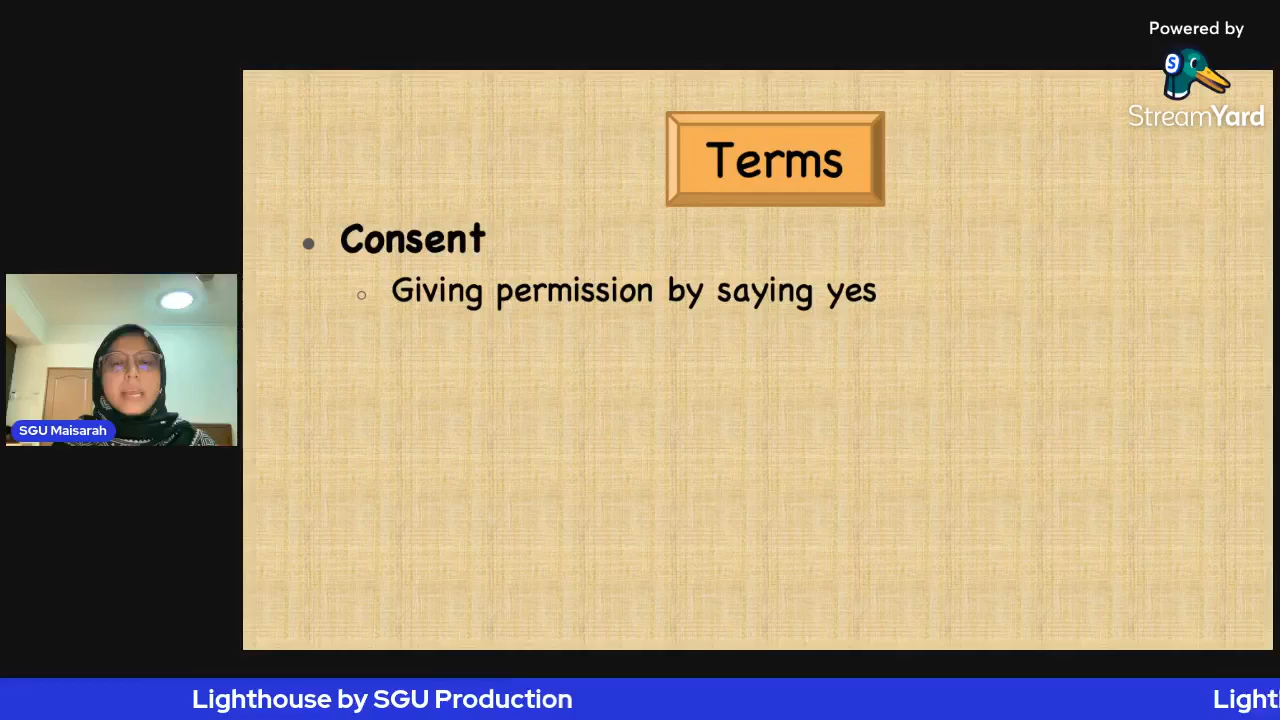 Powered by
StreamYard
Terms
Consent
Giving permission by saying yes
SGU Maisarah
Lighthouse by SGU Production
Light